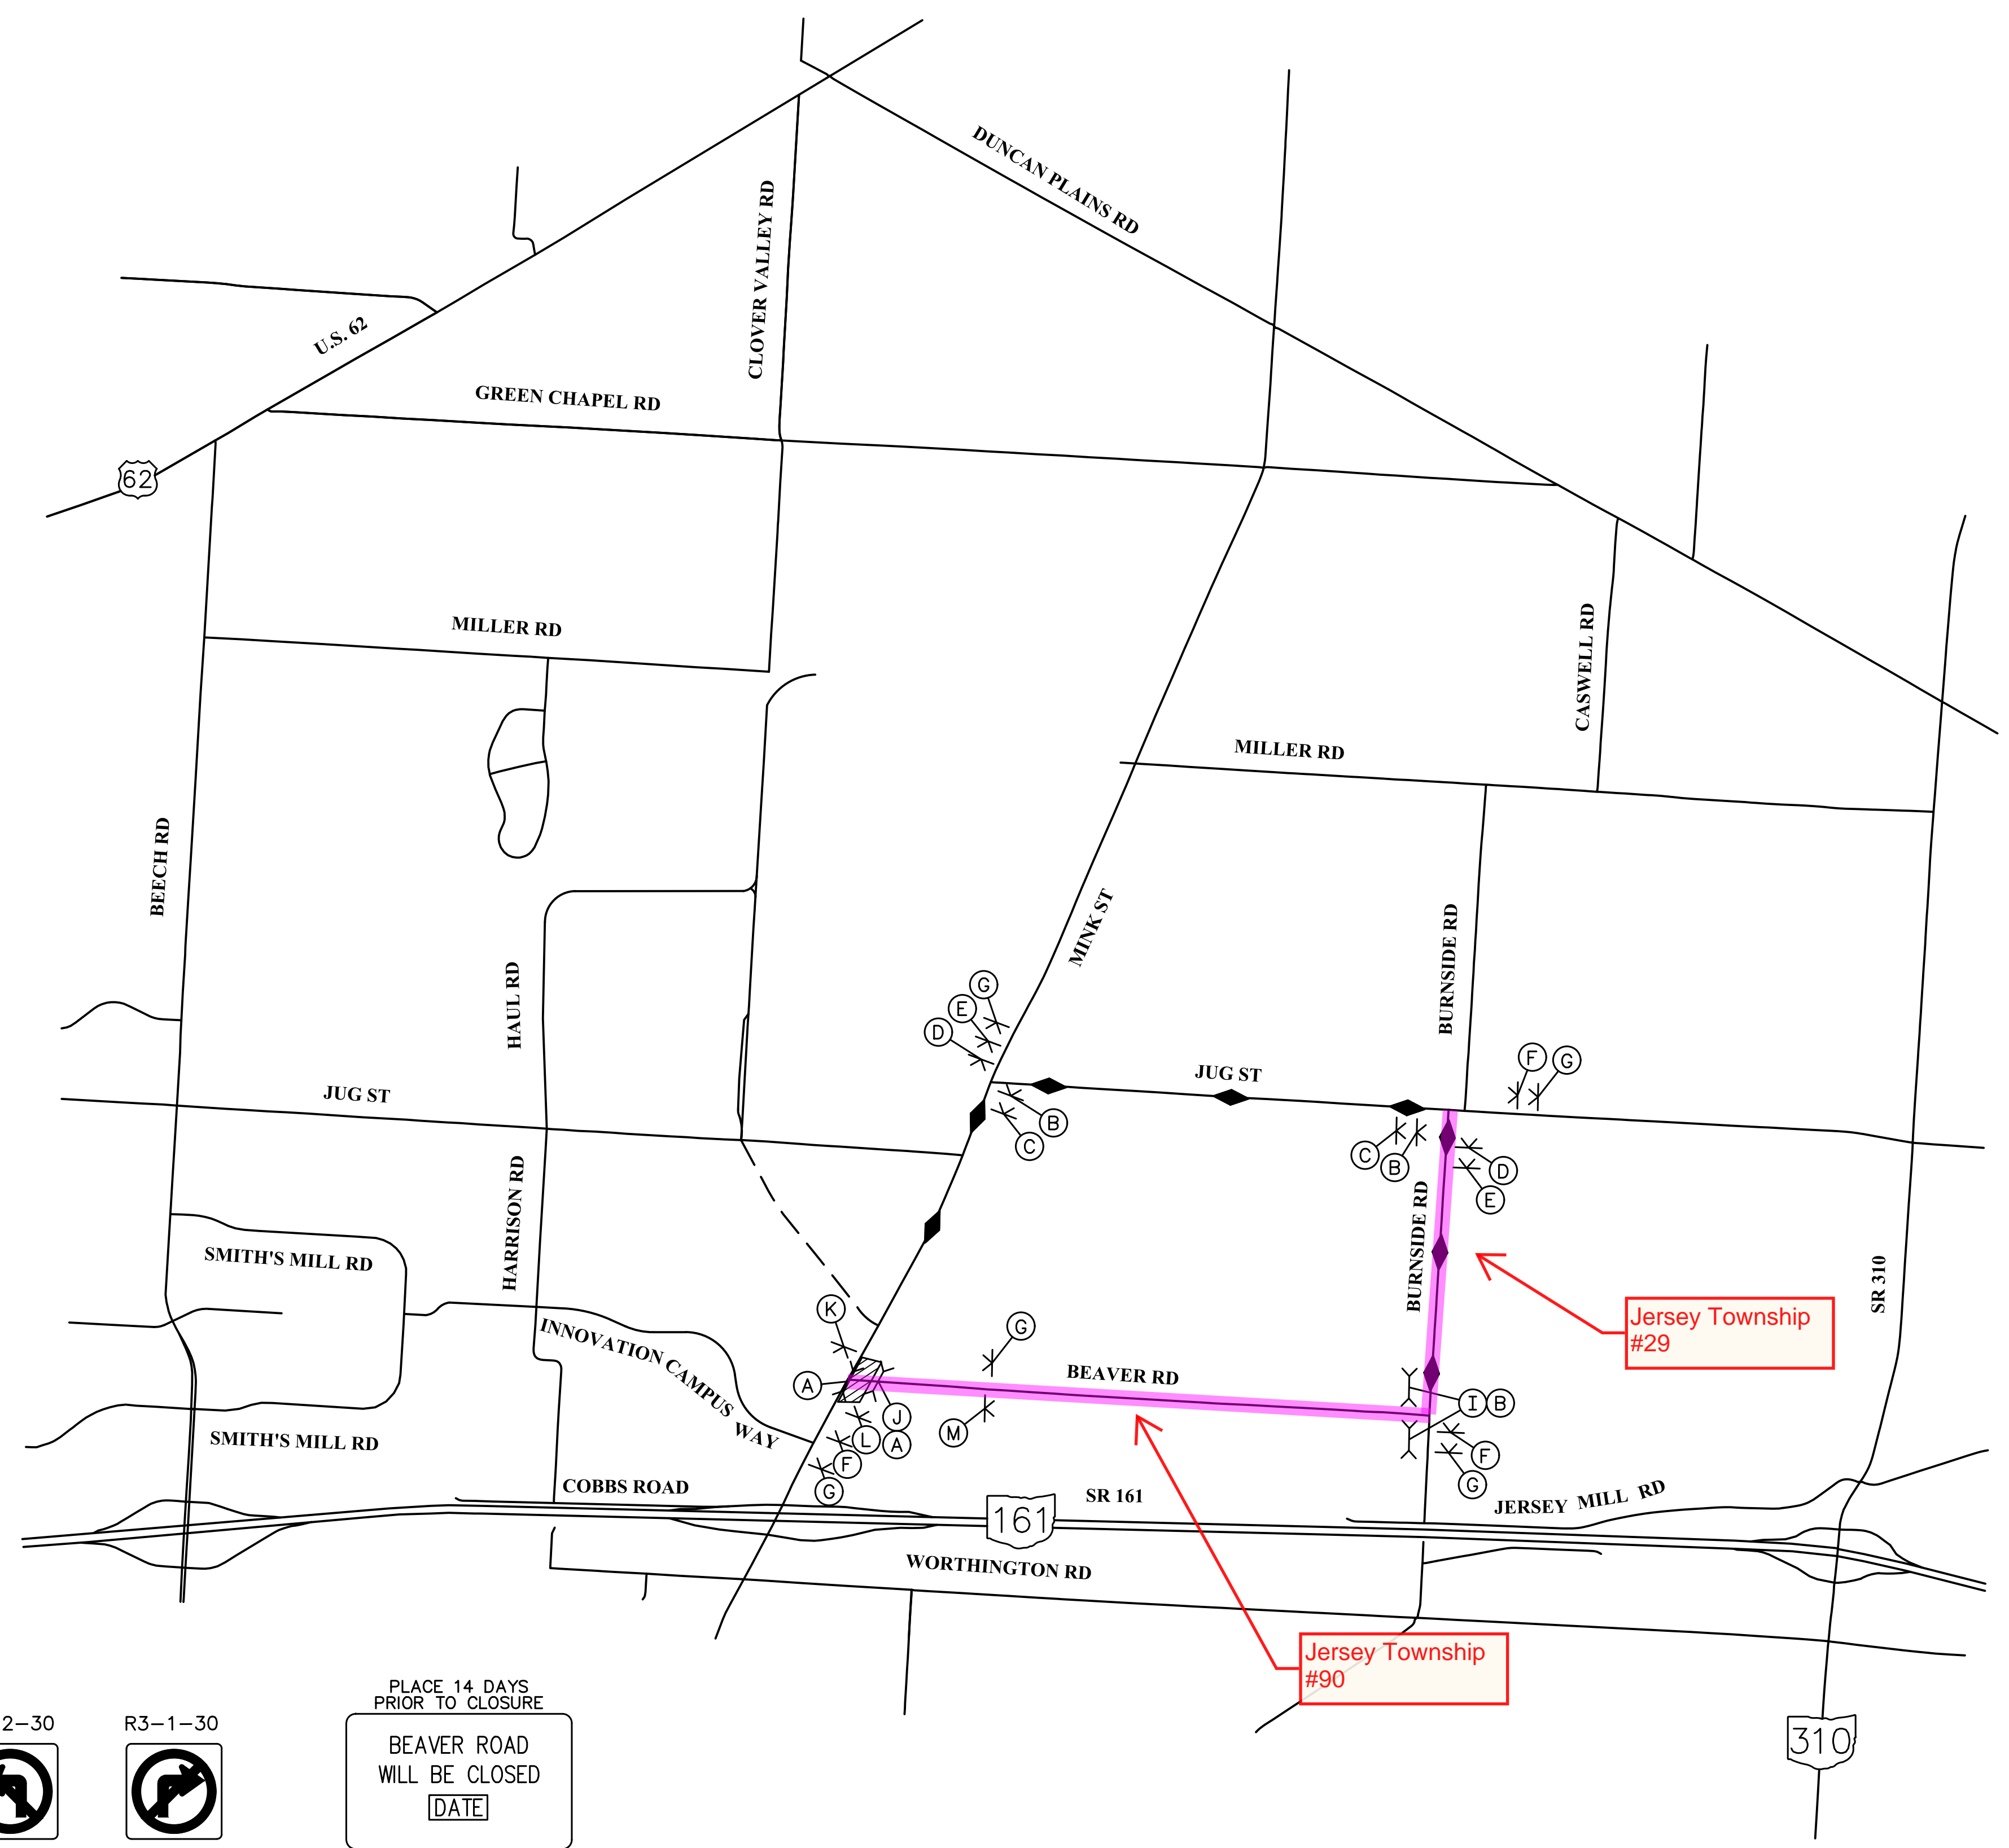 DUNCAN PLAINS RD
CLOVER VALLEY RD
U.S. 62
GREEN CHAPEL RD
62
MILLER RD
CASWELL RD
MILLER RD
BEECH RD
MINK ST
BURNSIDE RD
HAUL RD
G
E
D
F
G
JUG ST
JUG ST
B
C
C
B
D
E
HARRISON RD
BURNSIDE RD
SMITH'S MILL RD
SR 310
K
G
Jersey Township
#29
INNOVATION CAMPUS WAY
BEAVER RD
A
I
B
J
M
L
A
SMITH'S MILL RD
F
F
G
G
COBBS ROAD
SR 161
JERSEY MILL RD
161
WORTHINGTON RD
Jersey Township
#90
310
PLACE 14 DAYS
PRIOR TO CLOSURE
2-30
R3-1-30
BEAVER ROAD
WILL BE CLOSED
DATE